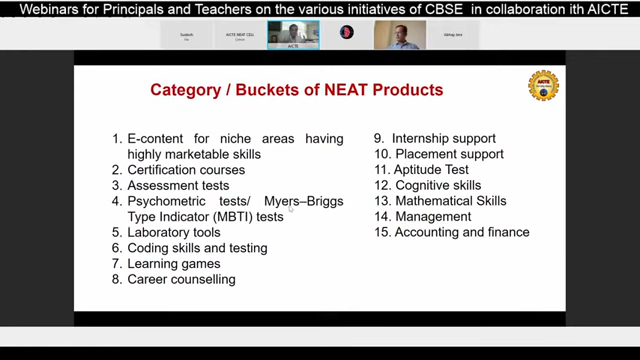 Webinars for Principals and Teachers on the various initiatives of CBSE in collaboration ith AICTE
AICTE NEAT CELL
AICTE
Abhay Jere
Category / Buckets of NEAT Products
AICTE
1. E-content for niche areas having
highly marketable skills
2. Certification courses
3. Assessment tests
4. Psychometric tests/ Myers–Briggs
Type Indicator (MBTI) tests
5. Laboratory tools
6. Coding skills and testing
7. Learning games
8. Career counselling
9. Internship support
10. Placement support
11. Aptitude Test
12. Cognitive skills
13. Mathematical Skills
14. Management
15. Accounting and finance